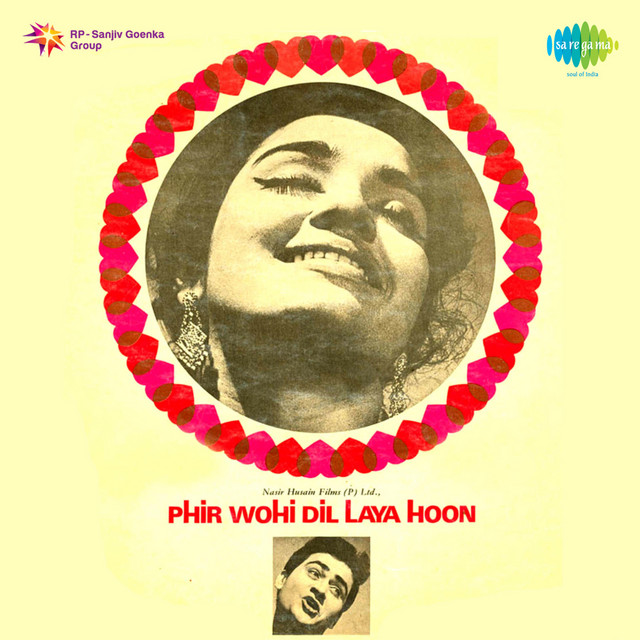 RP - Sanjiv Goenka
Group
sa re ga ma
soul of India
Nasir Husain Films (P) Ltd.,
PHIR WOHI DIL LAYA HOON